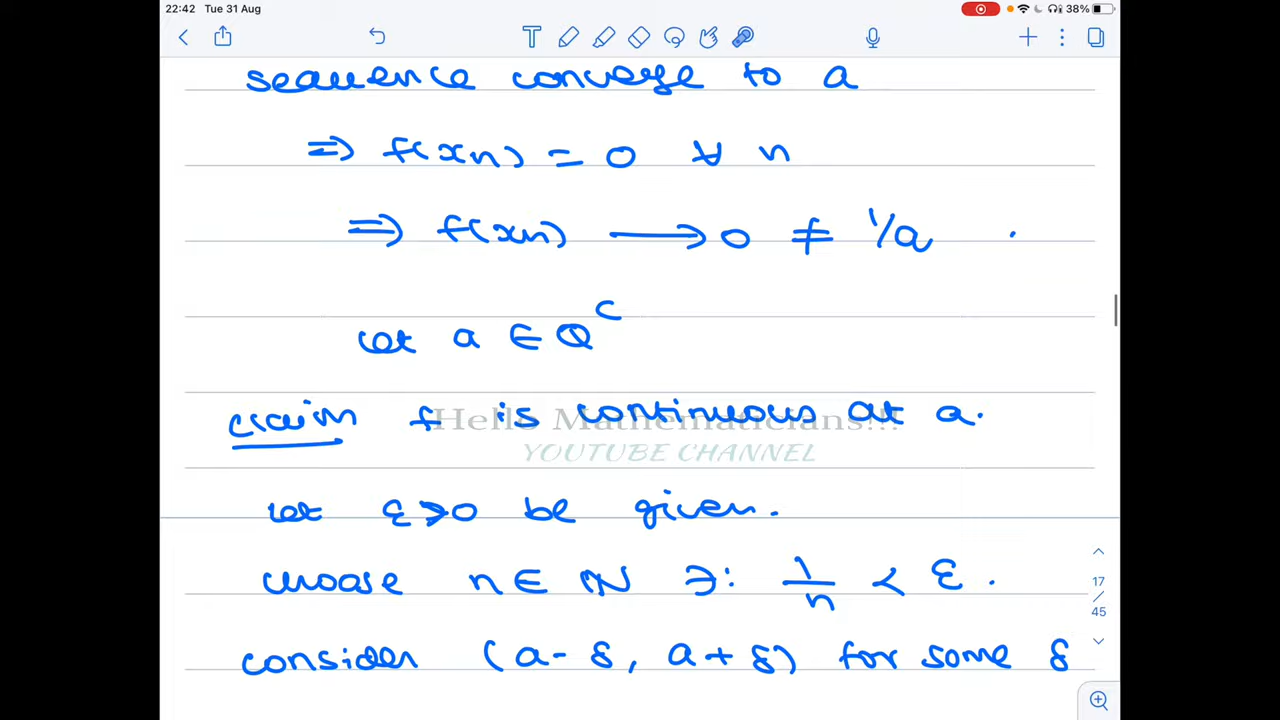 22:42 Tue 31 Aug 38%
sequence converge to a
⇒ f(xn) = 0 ∀ n
⇒ f(xn) ⟶ 0 ≠ 1/a .
Let a ∈ Q^C
Claim f is continuous at a.
Hello Mathematicians!!!
YOUTUBE CHANNEL
Let ε>0 be given.
choose n ∈ N ∋: 1/n < ε.
17
/
45
consider (a-δ, a+δ) for some δ